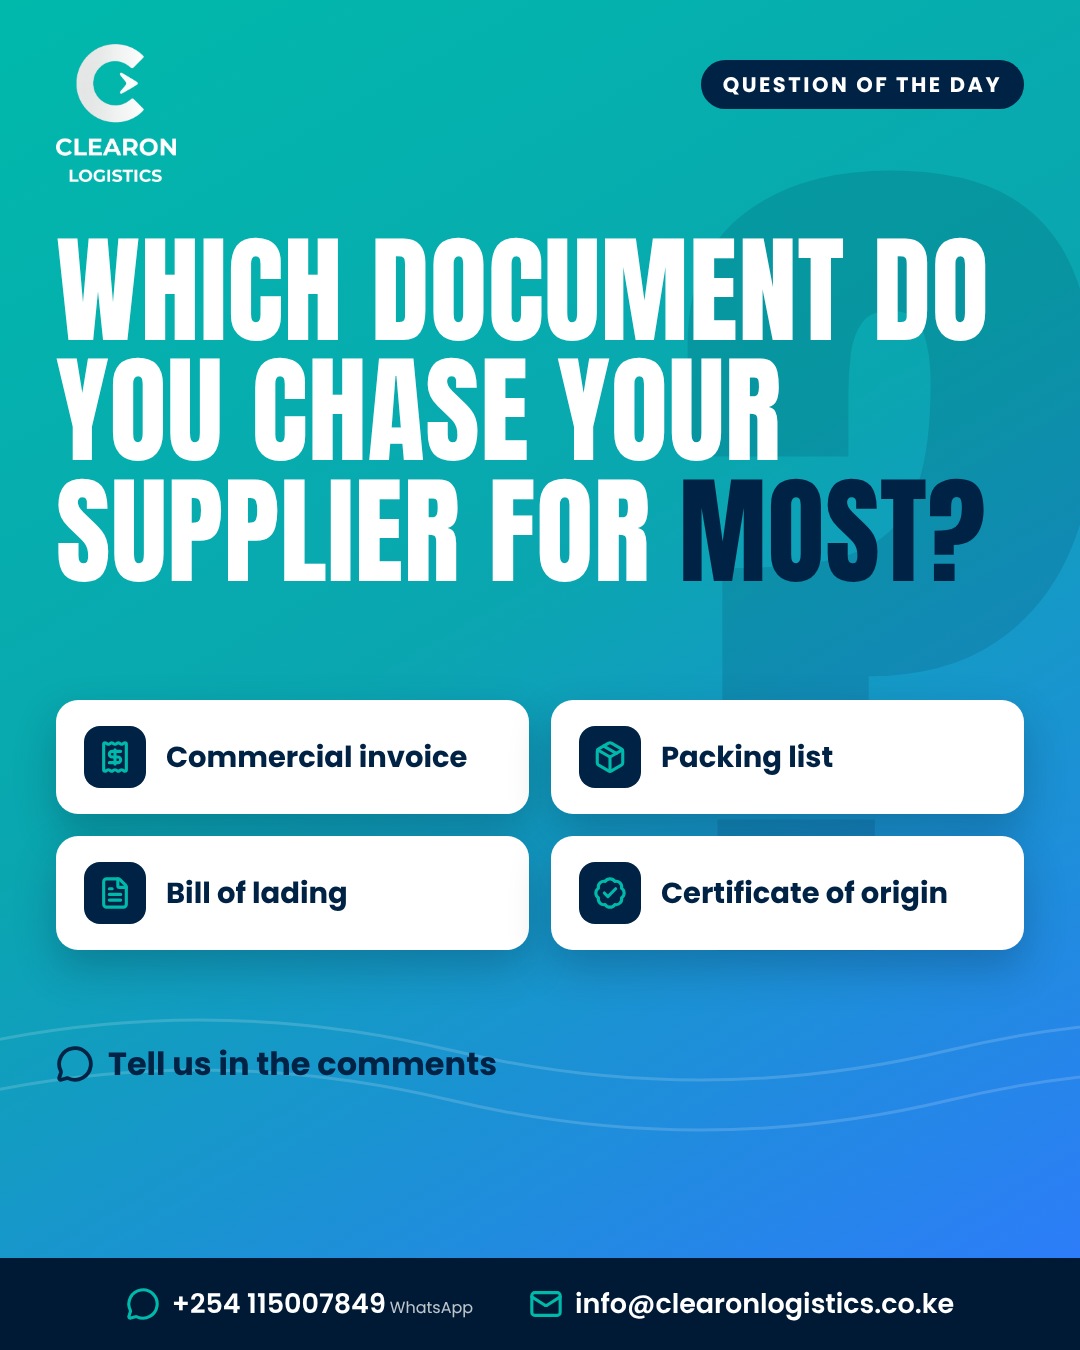 CLEARON
LOGISTICS
QUESTION OF THE DAY
WHICH DOCUMENT DO
YOU CHASE YOUR
SUPPLIER FOR MOST?
Commercial invoice
Packing list
Bill of lading
Certificate of origin
Tell us in the comments
+254 115007849 WhatsApp
info@clearonlogistics.co.ke